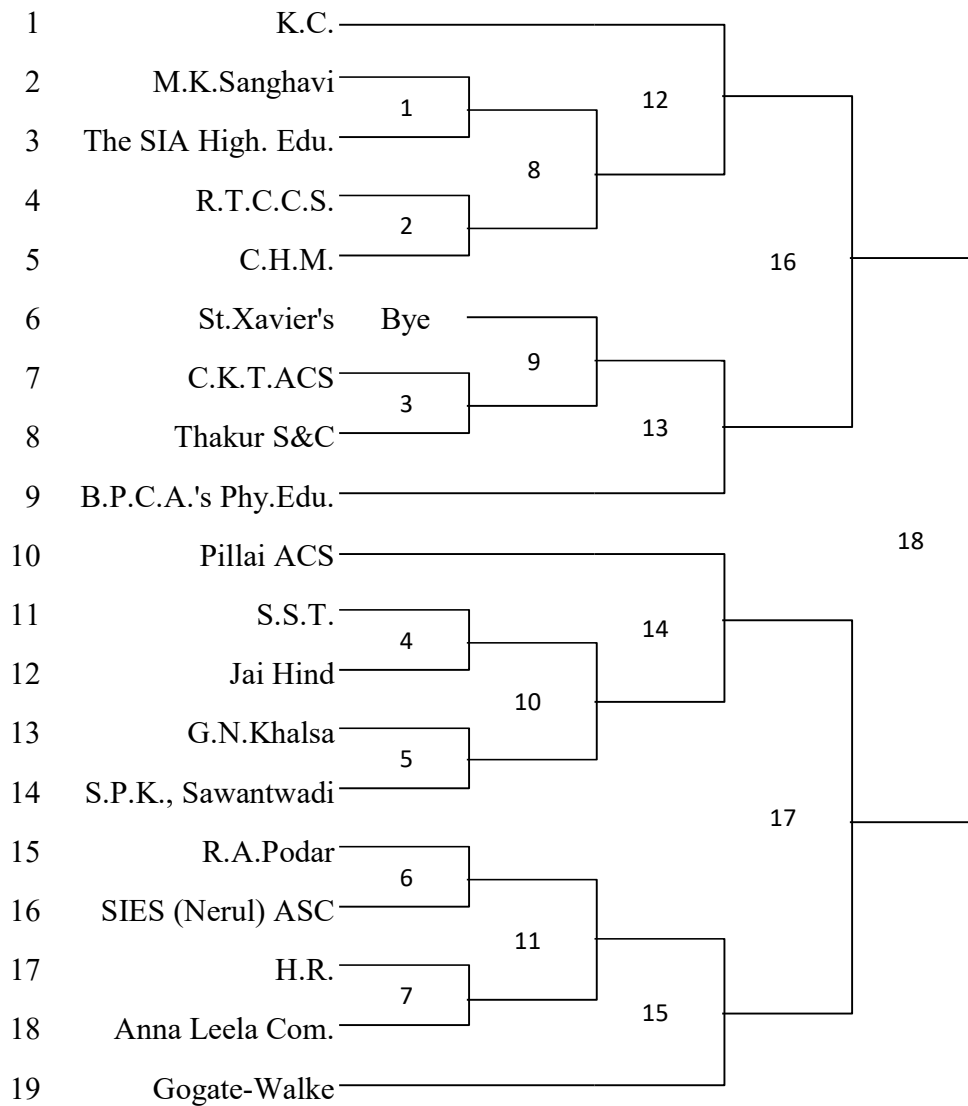 1 K.C.
12
2 M.K.Sanghavi
1
3 The SIA High. Edu.
8
4 R.T.C.C.S.
2
5 C.H.M.
16
6 St.Xavier's Bye
9
7 C.K.T.ACS
3
13
8 Thakur S&C
9 B.P.C.A.'s Phy.Edu.
18
10 Pillai ACS
11 S.S.T.
14
4
12 Jai Hind
10
13 G.N.Khalsa
5
14 S.P.K., Sawantwadi
17
15 R.A.Podar
6
16 SIES (Nerul) ASC
11
17 H.R.
7
15
18 Anna Leela Com.
19 Gogate-Walke